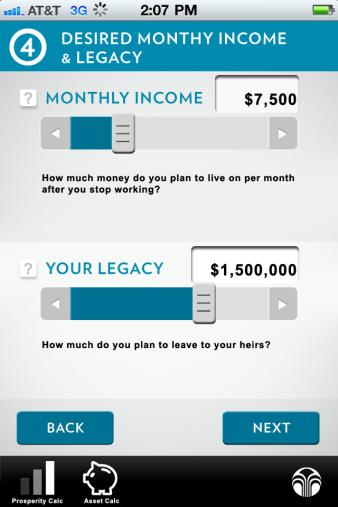 AT&T 3G 2:07 PM
4 DESIRED MONTHY INCOME
& LEGACY
? MONTHLY INCOME $7,500
How much money do you plan to live on per month
after you stop working?
? YOUR LEGACY $1,500,000
How much do you plan to leave to your heirs?
BACK NEXT
Prosperity Calc Asset Calc